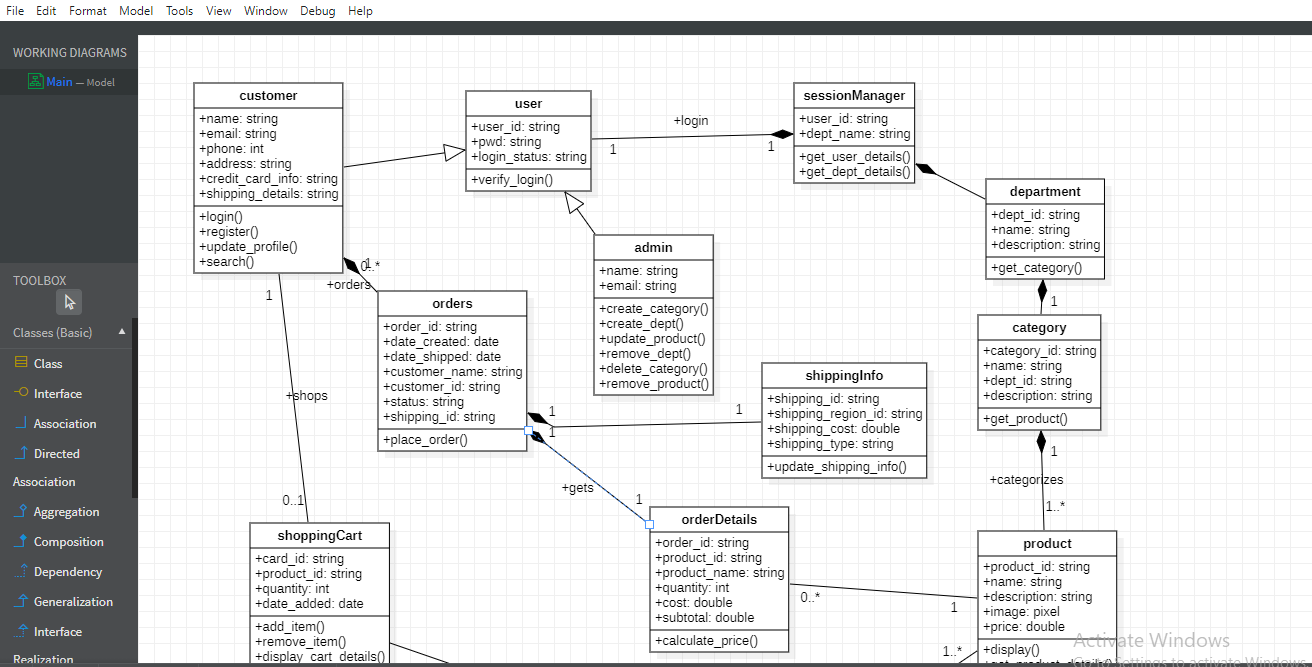 File Edit Format Model Tools View Window Debug Help
WORKING DIAGRAMS
Main — Model
TOOLBOX
Classes (Basic)
Class
Interface
Association
Directed
Association
Aggregation
Composition
Dependency
Generalization
Interface
Realization
customer
+name: string
+email: string
+phone: int
+address: string
+credit_card_info: string
+shipping_details: string
+login()
+register()
+update_profile()
+search()
user
+user_id: string
+pwd: string
+login_status: string
+verify_login()
+login
1
1
sessionManager
+user_id: string
+dept_name: string
+get_user_details()
+get_dept_details()
department
+dept_id: string
+name: string
+description: string
+get_category()
admin
+name: string
+email: string
+create_category()
+create_dept()
+update_product()
+remove_dept()
+delete_category()
+remove_product()
1
0..*
+orders
1
orders
+order_id: string
+date_created: date
+date_shipped: date
+customer_name: string
+customer_id: string
+status: string
+shipping_id: string
+place_order()
1
category
+category_id: string
+name: string
+dept_id: string
+description: string
+get_product()
shippingInfo
+shipping_id: string
+shipping_region_id: string
+shipping_cost: double
+shipping_type: string
+update_shipping_info()
+shops
1
1
1
1
+categorizes
1..*
+gets
1
0..1
shoppingCart
+card_id: string
+product_id: string
+quantity: int
+date_added: date
+add_item()
+remove_item()
+display_cart_details()
orderDetails
+order_id: string
+product_id: string
+product_name: string
+quantity: int
+cost: double
+subtotal: double
+calculate_price()
0..*
1
product
+product_id: string
+name: string
+description: string
+image: pixel
+price: double
+display()
+get_product_details()
1..*
Activate Windows
Go to Settings to activate Windows.